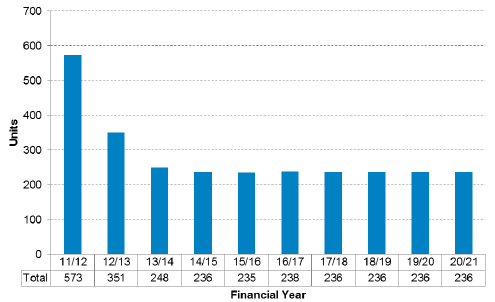 700
600
500
400
300
200
100
0
Units
11/12 12/13 13/14 14/15 15/16 16/17 17/18 18/19 19/20 20/21
Total 573 351 248 236 235 238 236 236 236 236
Financial Year